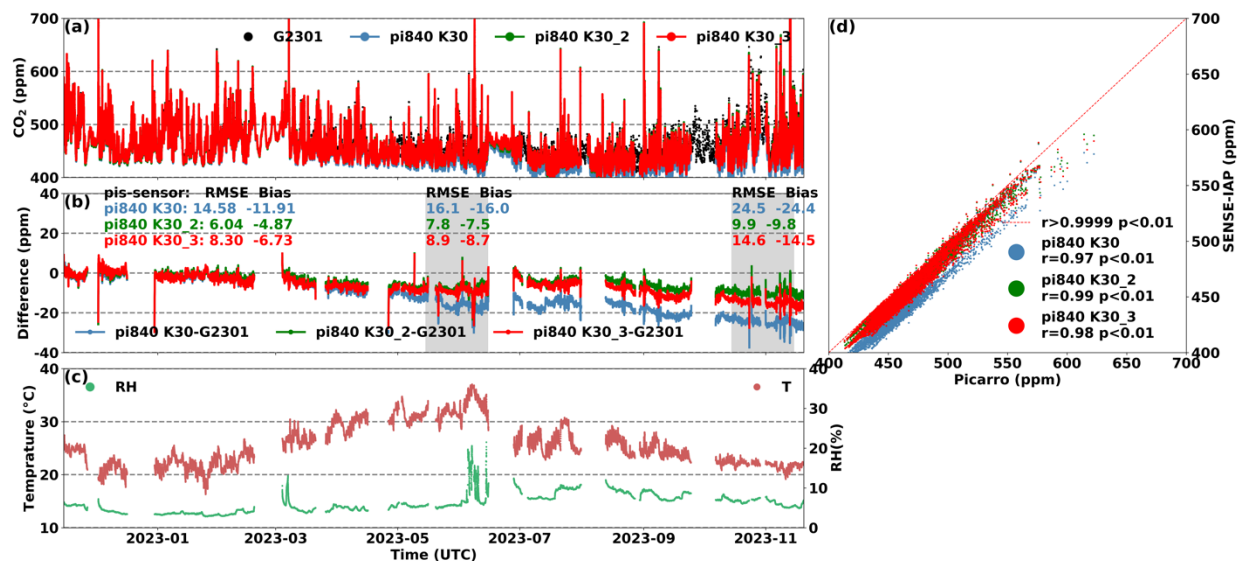 (a)
G2301
pi840 K30
pi840 K30_2
pi840 K30_3
700
600
500
400
CO2 (ppm)
(b)
pis-sensor: RMSE Bias RMSE Bias RMSE Bias
pi840 K30: 14.58 -11.91 16.1 -16.0 24.5 -24.4
pi840 K30_2: 6.04 -4.87 7.8 -7.5 9.9 -9.8
pi840 K30_3: 8.30 -6.73 8.9 -8.7 14.6 -14.5
40
20
0
-20
-40
Difference (ppm)
pi840 K30-G2301
pi840 K30_2-G2301
pi840 K30_3-G2301
(c)
RH
T
40
30
20
10
Temprature (°C)
40
30
20
10
0
RH(%)
2023-01 2023-03 2023-05 2023-07 2023-09 2023-11
Time (UTC)
(d)
700
650
600
550
500
450
400
SENSE-IAP (ppm)
r>0.9999 p<0.01
pi840 K30
r=0.97 p<0.01
pi840 K30_2
r=0.99 p<0.01
pi840 K30_3
r=0.98 p<0.01
400 450 500 550 600 650 700
Picarro (ppm)